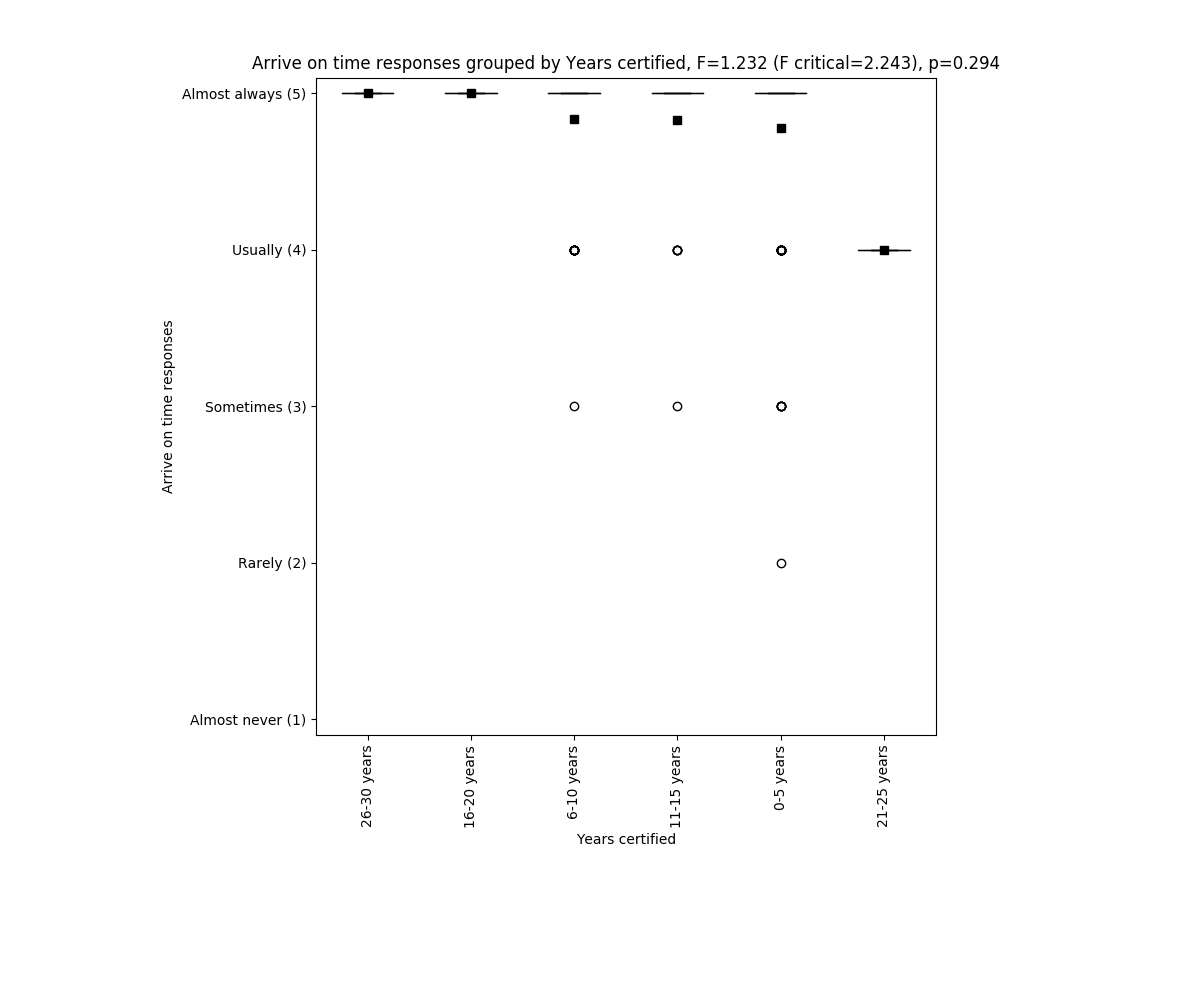 Arrive on time responses grouped by Years certified, F=1.232 (F critical=2.243), p=0.294
Almost always (5)
Usually (4)
Sometimes (3)
Rarely (2)
Almost never (1)
Arrive on time responses
26-30 years
16-20 years
6-10 years
11-15 years
0-5 years
21-25 years
Years certified